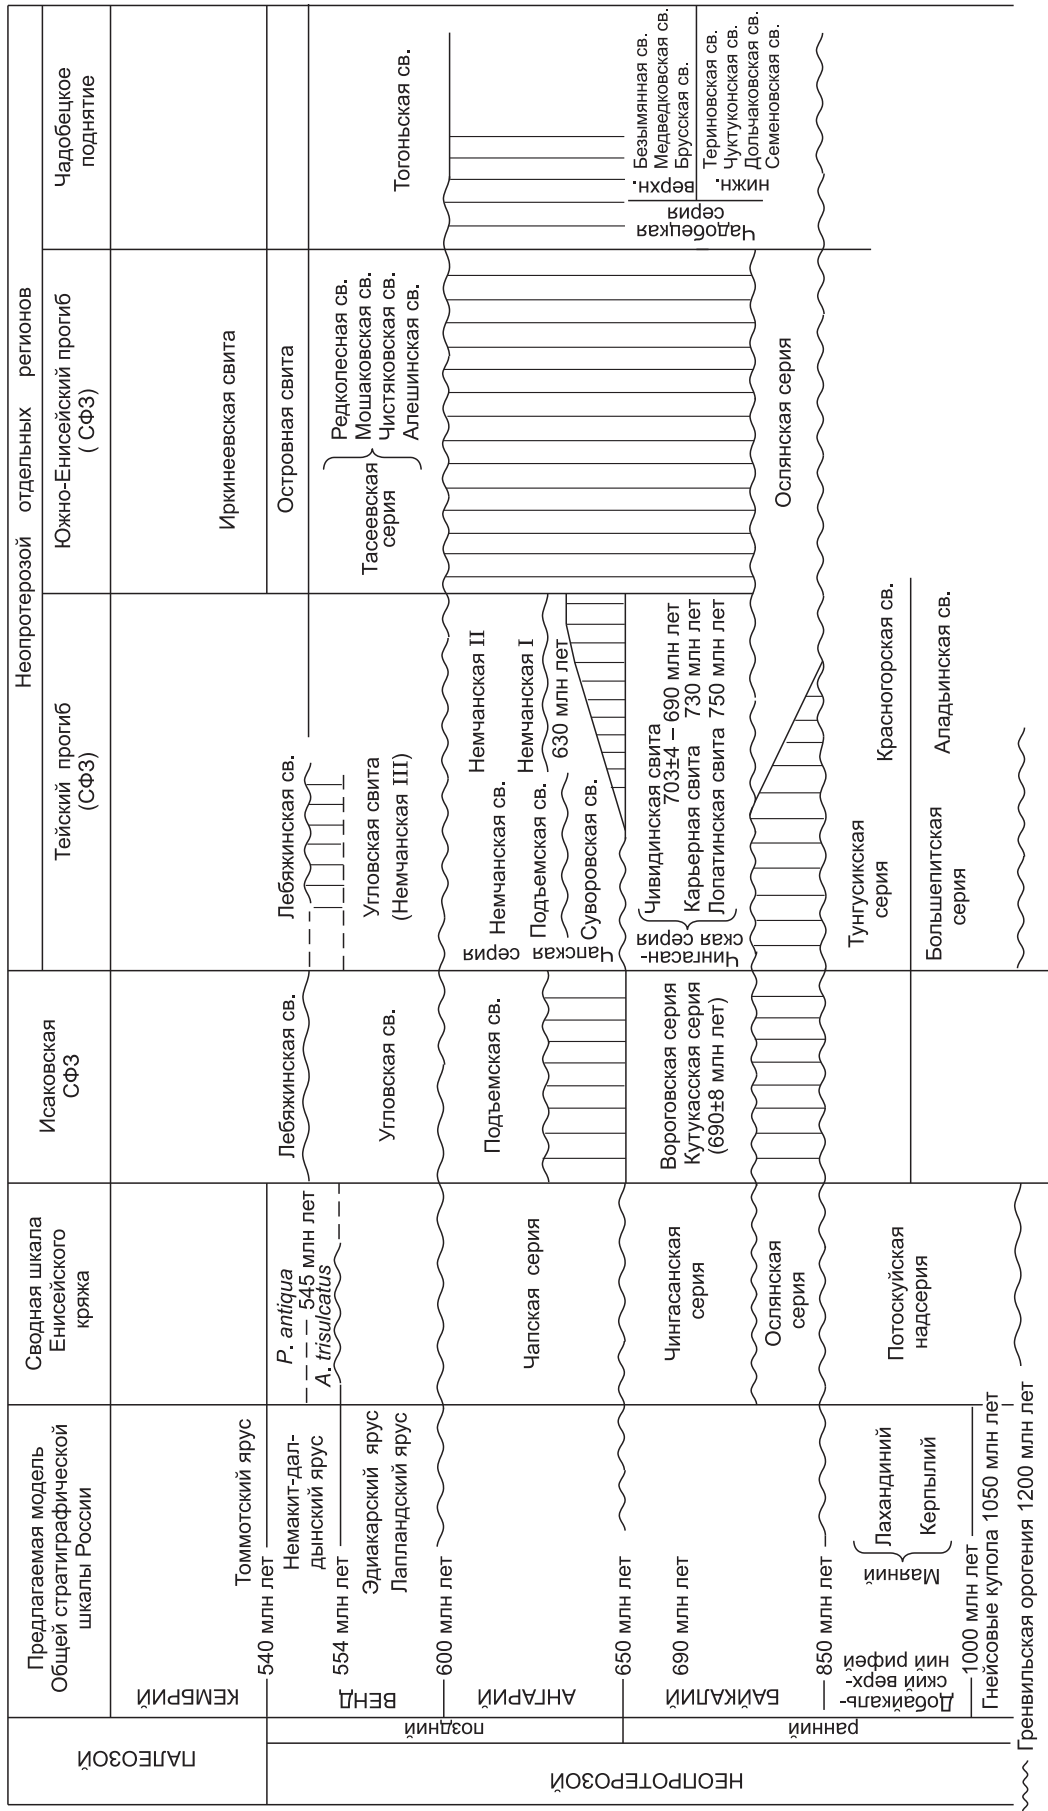 Предлагаемая модель
Общей стратиграфической
шкалы России
Сводная шкала
Енисейского
кряжа
Исаковская
СФЗ
Неопротерозой отдельных регионов
Тейский прогиб
(СФЗ)
Южно-Енисейский прогиб
( СФЗ)
Чадобецкое
поднятие
ПАЛЕОЗОЙ
КЕМБРИЙ
Томмотский ярус
Иркинеевская свита
540 млн лет
НЕОПРОТЕРОЗОЙ
поздний
ВЕНД
Немакит-дал-
дынский ярус
P. antiqua
545 млн лет
A. trisulcatus
Лебяжинская св.
Лебяжинская св.
Островная свита
554 млн лет
Эдиакарский ярус
Лапландский ярус
Угловская св.
Угловская свита
(Немчанская III)
Тасеевская
серия
Редколесная св.
Мошаковская св.
Чистяковская св.
Алешинская св.
Тогоньская св.
600 млн лет
АНГАРИЙ
Чапская серия
Подъемская св.
Чапская серия
Немчанская св.
Подъемская св.
Суворовская св.
Немчанская II
Немчанская I
630 млн лет
650 млн лет
ранний
БАЙКАЛИЙ
690 млн лет
Чингасанская
серия
Вороговская серия
Кутукасская серия
(690±8 млн лет)
Чингасан-
ская серия
Чивидинская свита
703±4 – 690 млн лет
Карьерная свита 730 млн лет
Лопатинская свита 750 млн лет
Чадобецкая
серия
верхн.
Безымянная св.
Медведковская св.
Брусская св.
нижн.
Териновская св.
Чуктуконская св.
Дольчаковская св.
Семеновская св.
Ослянская
серия
Ослянская серия
850 млн лет
Добайкаль-
ский верх-
ний рифей
Маяний
Лахандиний
Керпылий
Потоскуйская
надсерия
Тунгусикская
серия
Красногорская св.
Большепитская
серия
Аладьинская св.
1000 млн лет
Гнейсовые купола 1050 млн лет
Гренвильская орогения 1200 млн лет